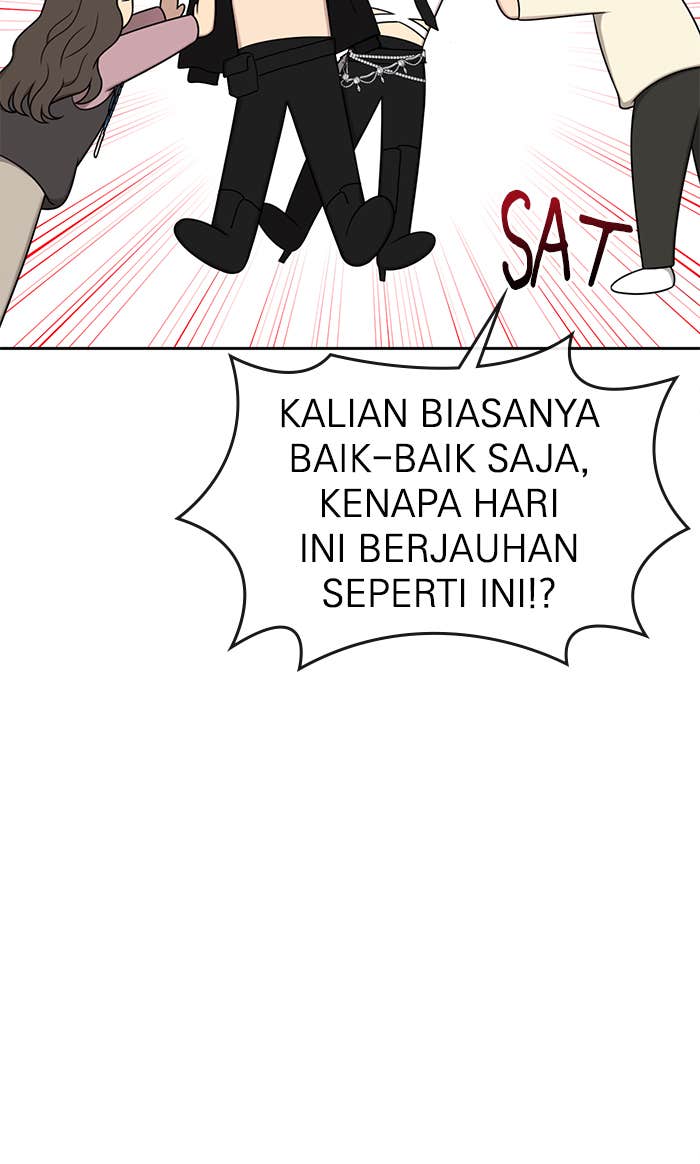 SAT
KALIAN BIASANYA
BAIK-BAIK SAJA,
KENAPA HARI
INI BERJAUHAN
SEPERTI INI!?